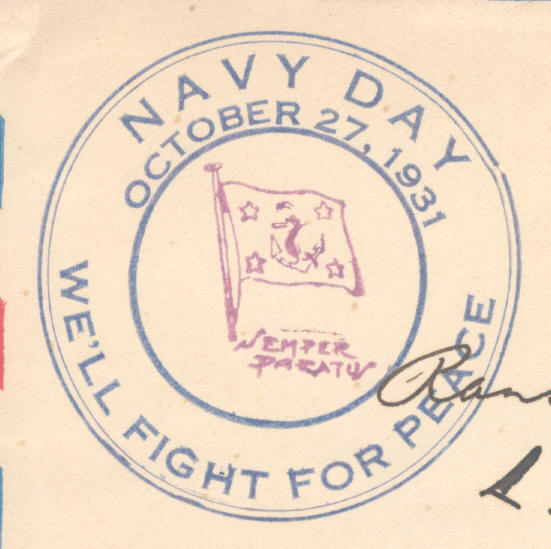 NAVY DAY
OCTOBER 27, 1931
SEMPER
PARATUS
WE'LL FIGHT FOR PEACE